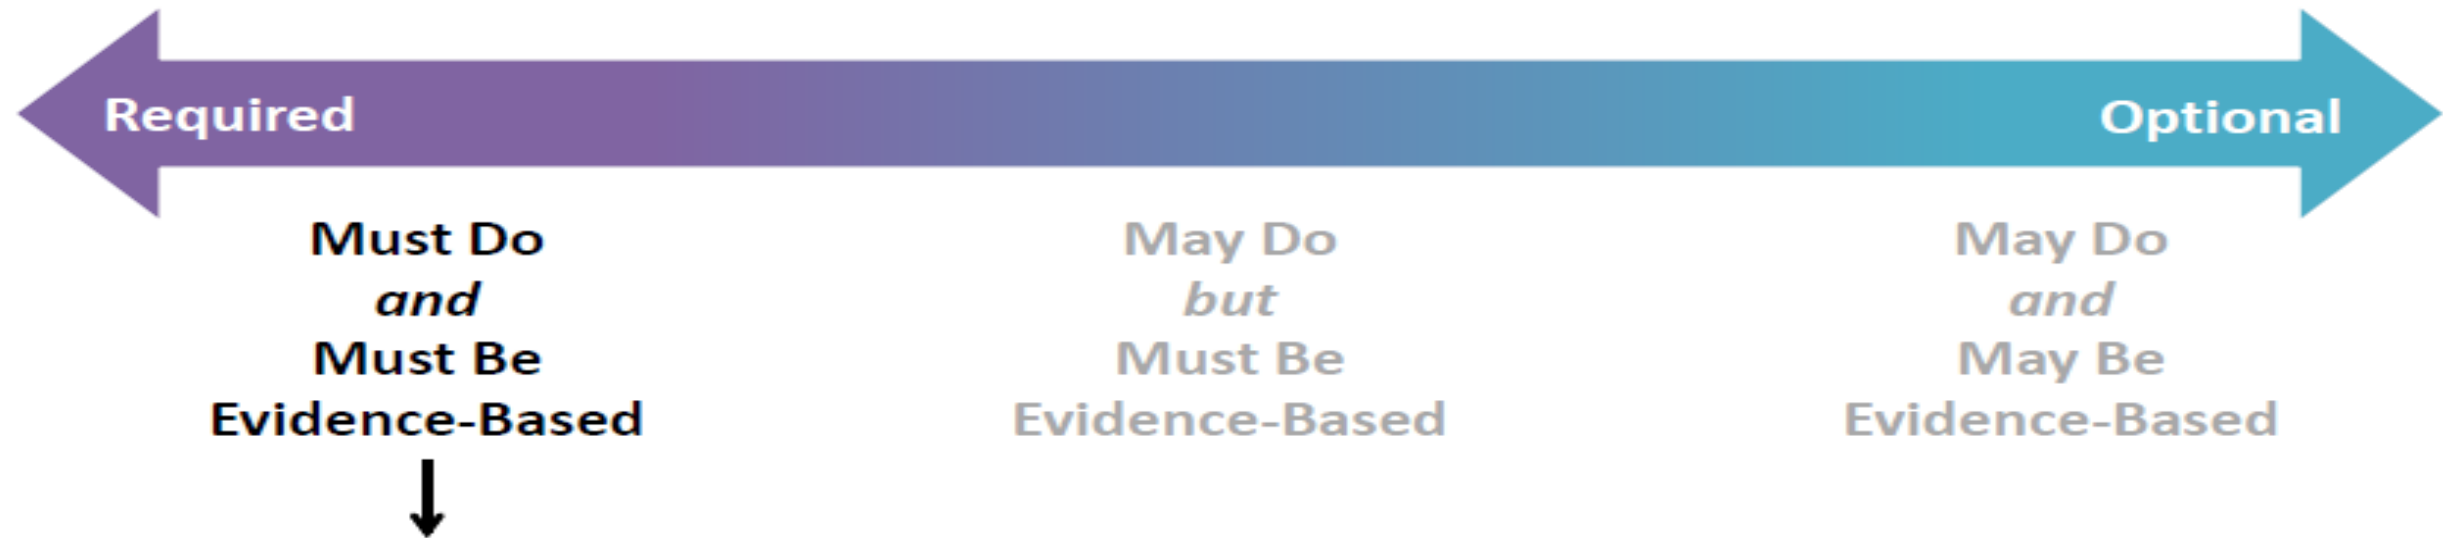 Required
Optional
Must Do
and
Must Be
Evidence-Based
May Do
but
Must Be
Evidence-Based
May Do
and
May Be
Evidence-Based